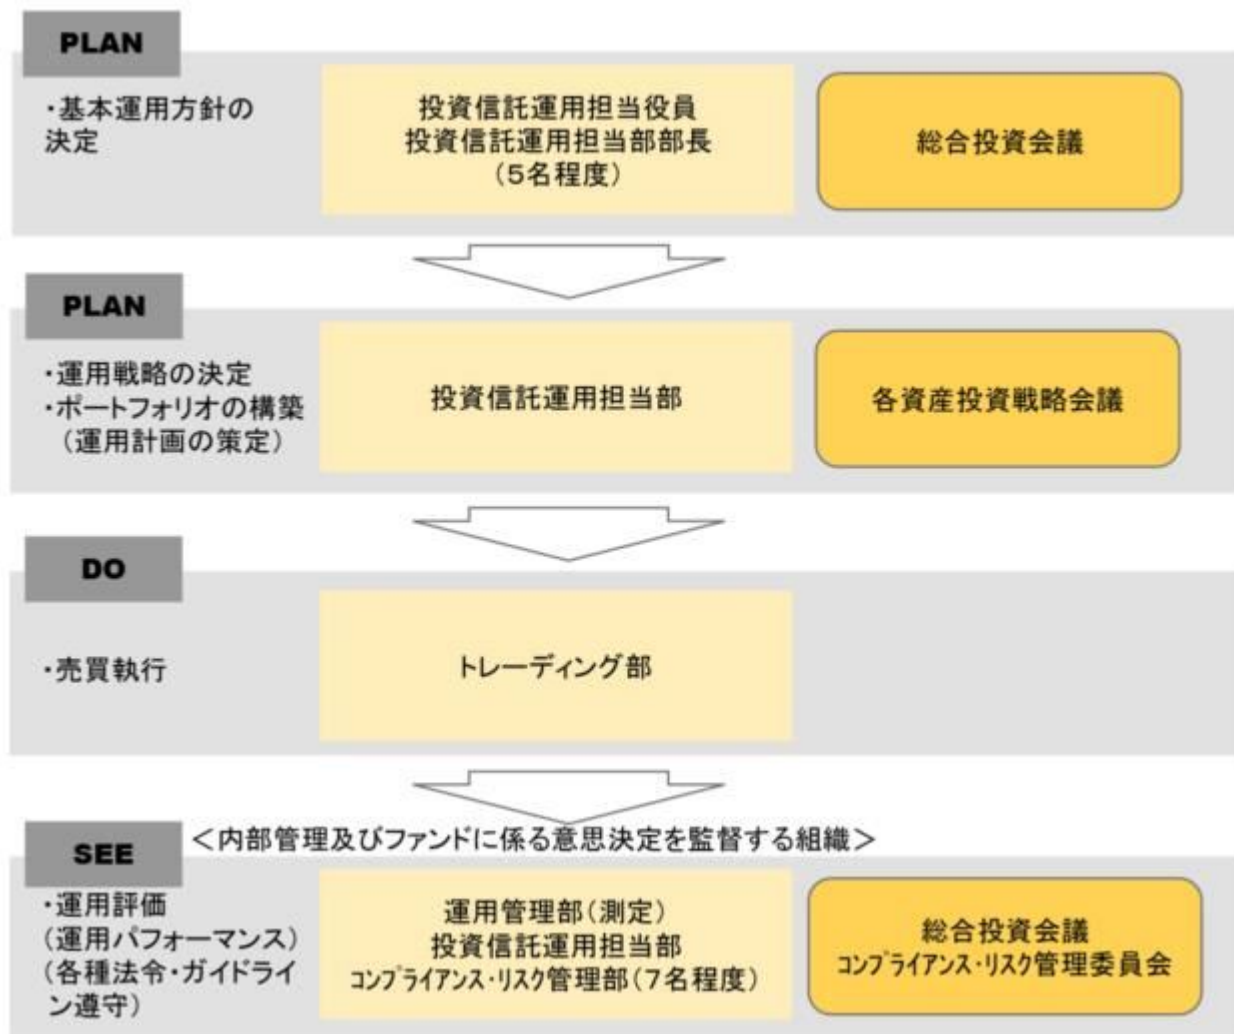 PLAN
・基本運用方針の
決定
投資信託運用担当役員
投資信託運用担当部部長
(5名程度)
総合投資会議
PLAN
・運用戦略の決定
・ポートフォリオの構築
(運用計画の策定)
投資信託運用担当部
各資産投資戦略会議
DO
・売買執行
トレーディング部
SEE
＜内部管理及びファンドに係る意思決定を監督する組織＞
・運用評価
(運用パフォーマンス)
(各種法令・ガイドライ
ン遵守)
運用管理部(測定)
投資信託運用担当部
ｺﾝﾌﾟﾗｲｱﾝｽ・ﾘｽｸ管理部(7名程度)
総合投資会議
ｺﾝﾌﾟﾗｲｱﾝｽ・ﾘｽｸ管理委員会